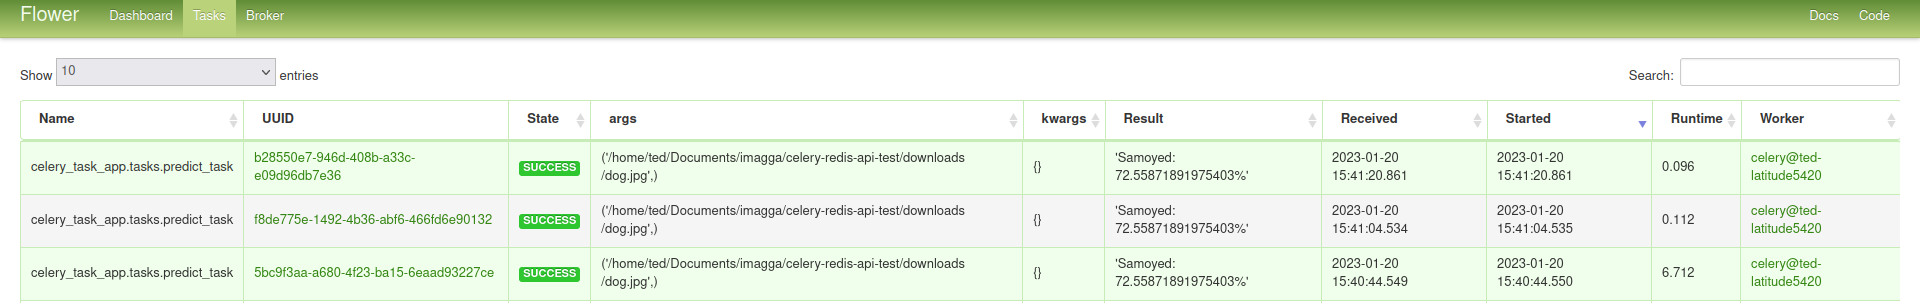 Flower Dashboard Tasks Broker Docs Code
Show 10 entries Search:
Name UUID State args kwargs Result Received Started Runtime Worker
celery_task_app.tasks.predict_task
b28550e7-946d-408b-a33c-
e09d96db7e36
SUCCESS
('/home/ted/Documents/imagga/celery-redis-api-test/downloads
/dog.jpg',)
{}
'Samoyed:
72.55871891975403%'
2023-01-20
15:41:20.861
2023-01-20
15:41:20.861
0.096
celery@ted-
latitude5420
celery_task_app.tasks.predict_task
f8de775e-1492-4b36-abf6-466fd6e90132
SUCCESS
('/home/ted/Documents/imagga/celery-redis-api-test/downloads
/dog.jpg',)
{}
'Samoyed:
72.55871891975403%'
2023-01-20
15:41:04.534
2023-01-20
15:41:04.535
0.112
celery@ted-
latitude5420
celery_task_app.tasks.predict_task
5bc9f3aa-a680-4f23-ba15-6eaad93227ce
SUCCESS
('/home/ted/Documents/imagga/celery-redis-api-test/downloads
/dog.jpg',)
{}
'Samoyed:
72.55871891975403%'
2023-01-20
15:40:44.549
2023-01-20
15:40:44.550
6.712
celery@ted-
latitude5420